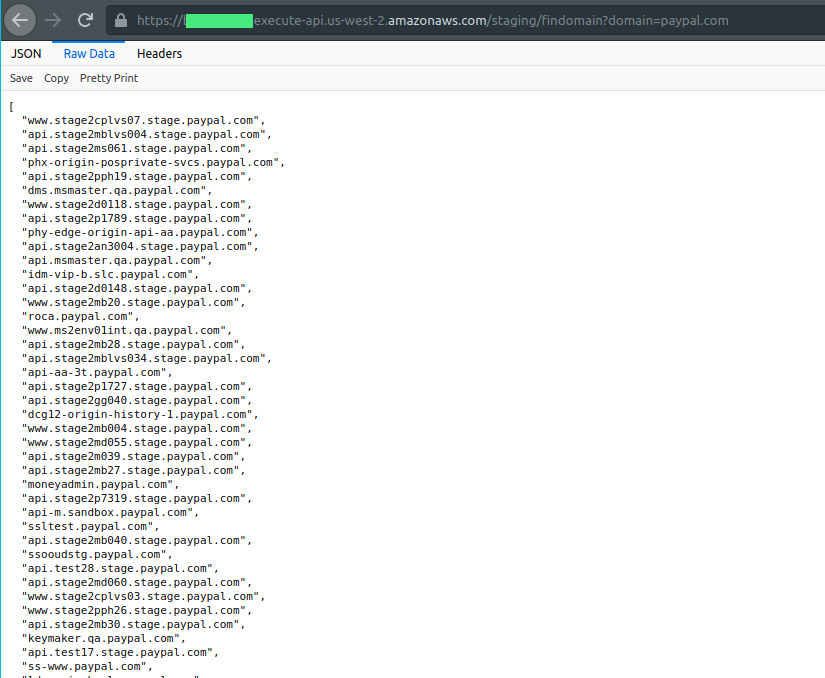 https://execute-api.us-west-2.amazonaws.com/staging/findomain?domain=paypal.com
JSON Raw Data Headers
Save Copy Pretty Print
[
"www.stage2cplvs07.stage.paypal.com",
"api.stage2mblvs004.stage.paypal.com",
"api.stage2ms061.stage.paypal.com",
"phx-origin-posprivate-svcs.paypal.com",
"api.stage2pph19.stage.paypal.com",
"dms.msmaster.qa.paypal.com",
"www.stage2d0118.stage.paypal.com",
"api.stage2p1789.stage.paypal.com",
"phy-edge-origin-api-aa.paypal.com",
"api.stage2an3004.stage.paypal.com",
"api.msmaster.qa.paypal.com",
"idm-vip-b.slc.paypal.com",
"api.stage2d0148.stage.paypal.com",
"www.stage2mb20.stage.paypal.com",
"roca.paypal.com",
"www.ms2env01int.qa.paypal.com",
"api.stage2mb28.stage.paypal.com",
"api.stage2mblvs034.stage.paypal.com",
"api-aa-3t.paypal.com",
"api.stage2p1727.stage.paypal.com",
"api.stage2gg040.stage.paypal.com",
"dcg12-origin-history-1.paypal.com",
"www.stage2mb004.stage.paypal.com",
"www.stage2md055.stage.paypal.com",
"api.stage2m039.stage.paypal.com",
"api.stage2mb27.stage.paypal.com",
"moneyadmin.paypal.com",
"api.stage2p7319.stage.paypal.com",
"api-m.sandbox.paypal.com",
"ssltest.paypal.com",
"api.stage2mb040.stage.paypal.com",
"ssooudstg.paypal.com",
"api.test28.stage.paypal.com",
"api.stage2md060.stage.paypal.com",
"www.stage2cplvs03.stage.paypal.com",
"www.stage2pph26.stage.paypal.com",
"api.stage2mb30.stage.paypal.com",
"keymaker.qa.paypal.com",
"api.test17.stage.paypal.com",
"ss-www.paypal.com",